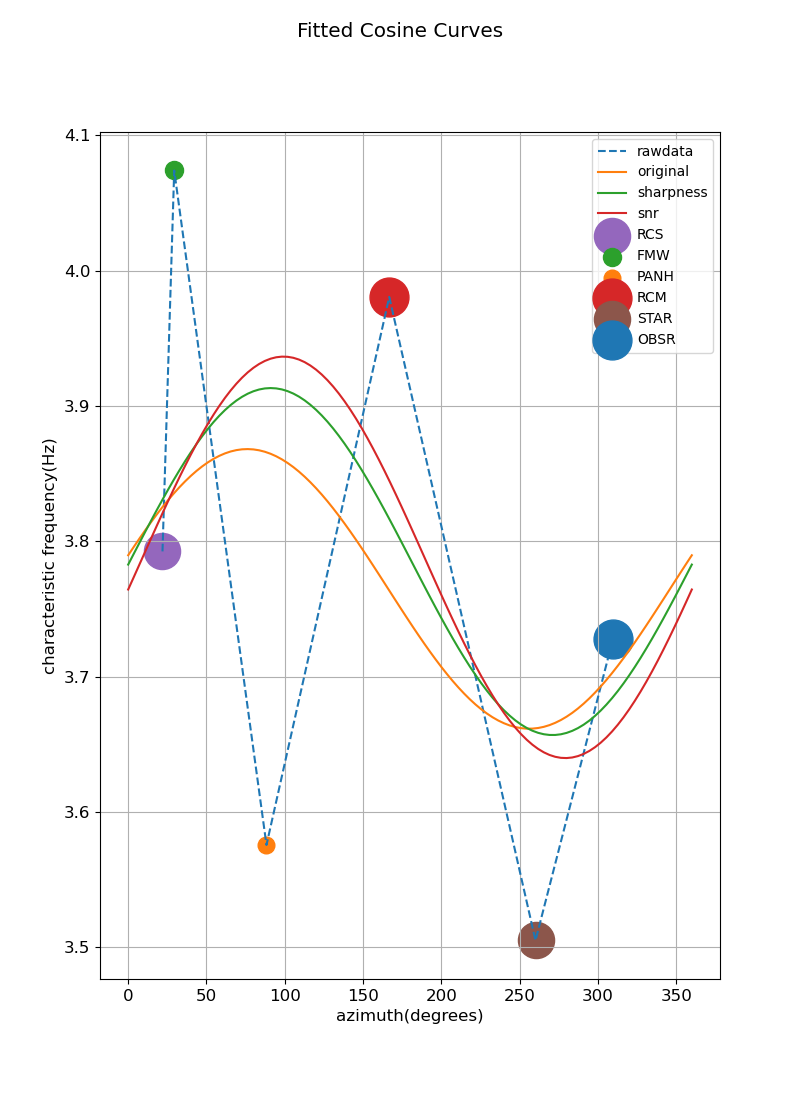 Fitted Cosine Curves
4.1
4.0
3.9
3.8
3.7
3.6
3.5
characteristic frequency(Hz)
rawdata
original
sharpness
snr
RCS
FMW
PANH
RCM
STAR
OBSR
0 50 100 150 200 250 300 350
azimuth(degrees)